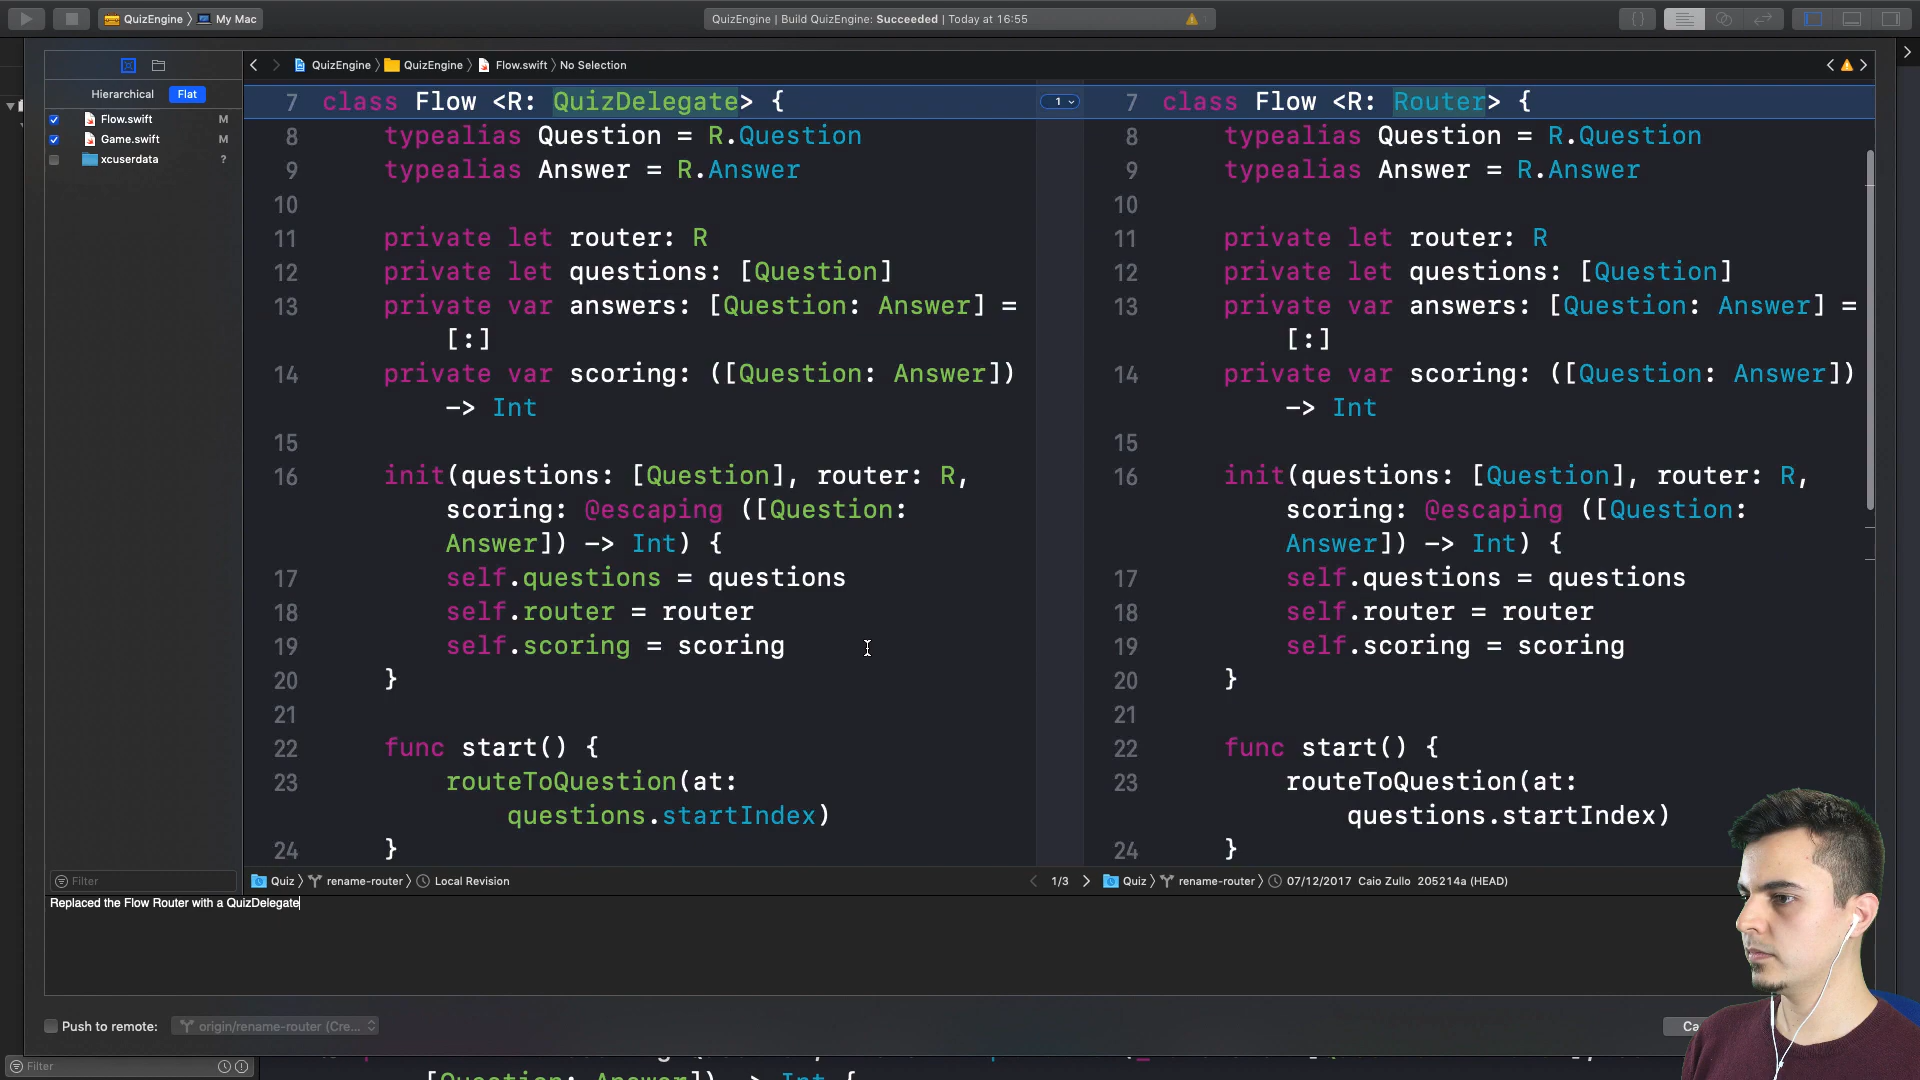 QuizEngine 〉 My Mac
QuizEngine | Build QuizEngine: Succeeded | Today at 16:55
QuizEngine 〉 QuizEngine 〉 Flow.swift 〉 No Selection
Hierarchical Flat
Flow.swift M
Game.swift M
xcuserdata ?
7 class Flow <R: QuizDelegate> {
8 typealias Question = R.Question
9 typealias Answer = R.Answer
10
11 private let router: R
12 private let questions: [Question]
13 private var answers: [Question: Answer] =
[:]
14 private var scoring: ([Question: Answer])
-> Int
15
16 init(questions: [Question], router: R,
scoring: @escaping ([Question:
Answer]) -> Int) {
17 self.questions = questions
18 self.router = router
19 self.scoring = scoring
20 }
21
22 func start() {
23 routeToQuestion(at:
questions.startIndex)
24 }
1
7 class Flow <R: Router> {
8 typealias Question = R.Question
9 typealias Answer = R.Answer
10
11 private let router: R
12 private let questions: [Question]
13 private var answers: [Question: Answer] =
[:]
14 private var scoring: ([Question: Answer])
-> Int
15
16 init(questions: [Question], router: R,
scoring: @escaping ([Question:
Answer]) -> Int) {
17 self.questions = questions
18 self.router = router
19 self.scoring = scoring
20 }
21
22 func start() {
23 routeToQuestion(at:
questions.startIndex)
24 }
Filter
Quiz 〉 rename-router 〉 Local Revision
1/3
Quiz 〉 rename-router 〉 07/12/2017 Caio Zullo 205214a (HEAD)
Replaced the Flow Router with a QuizDelegate
Push to remote: origin/rename-router (Cre...
Ca
Filter
[Question: Answer]) -> Int {